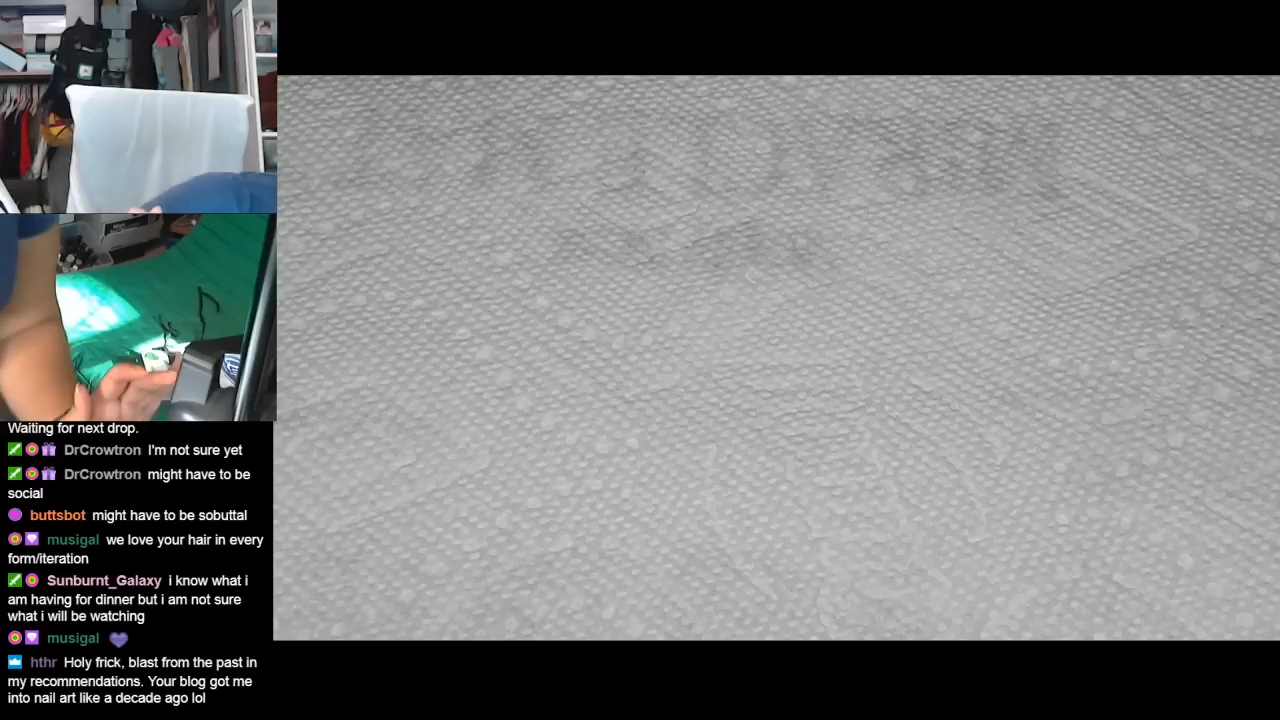 High
Waiting for next drop.
DrCrowtron I'm not sure yet
DrCrowtron might have to be
social
buttsbot might have to be sobuttal
musigal we love your hair in every
form/iteration
Sunburnt_Galaxy i know what i
am having for dinner but i am not sure
what i will be watching
musigal
hthr Holy frick, blast from the past in
my recommendations. Your blog got me
into nail art like a decade ago lol